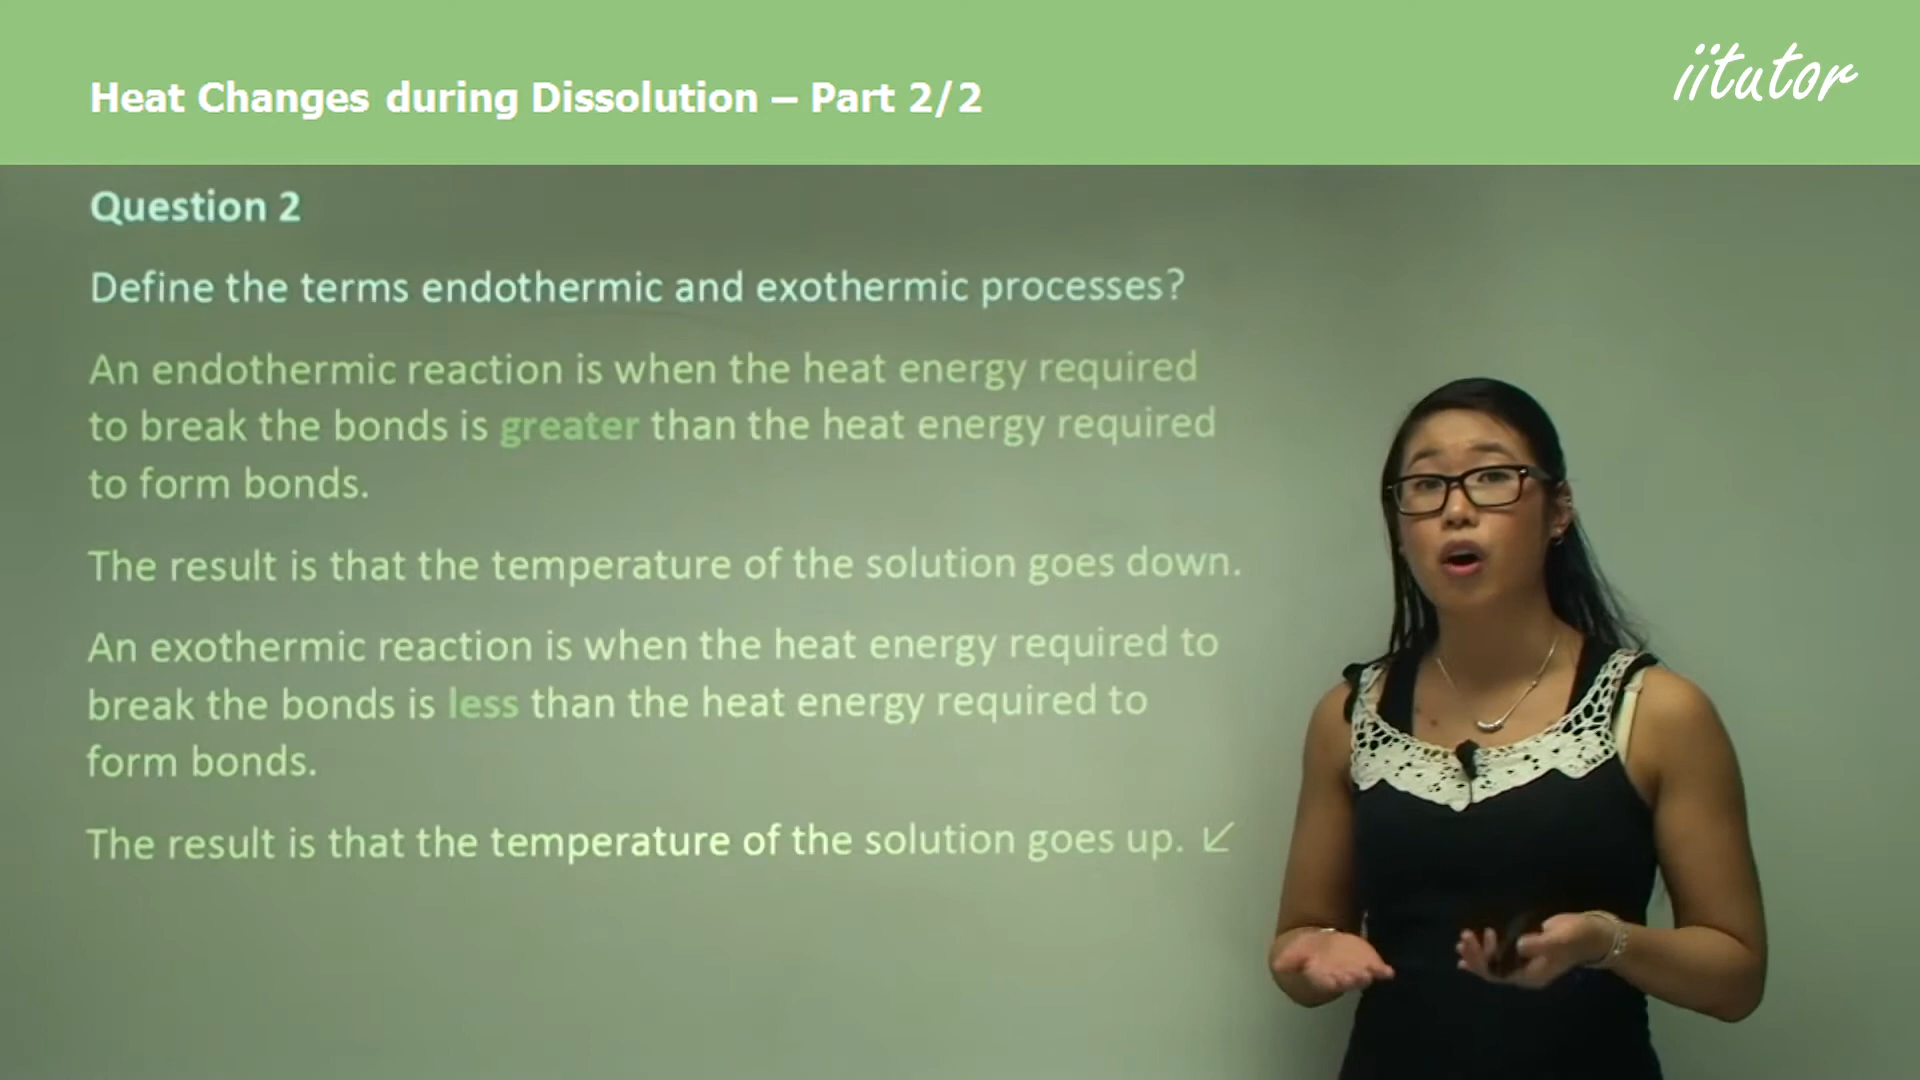 iitutor
Heat Changes during Dissolution – Part 2/2
Question 2
Define the terms endothermic and exothermic processes?
An endothermic reaction is when the heat energy required
to break the bonds is greater than the heat energy required
to form bonds.
The result is that the temperature of the solution goes down.
An exothermic reaction is when the heat energy required to
break the bonds is less than the heat energy required to
form bonds.
The result is that the temperature of the solution goes up. ↙